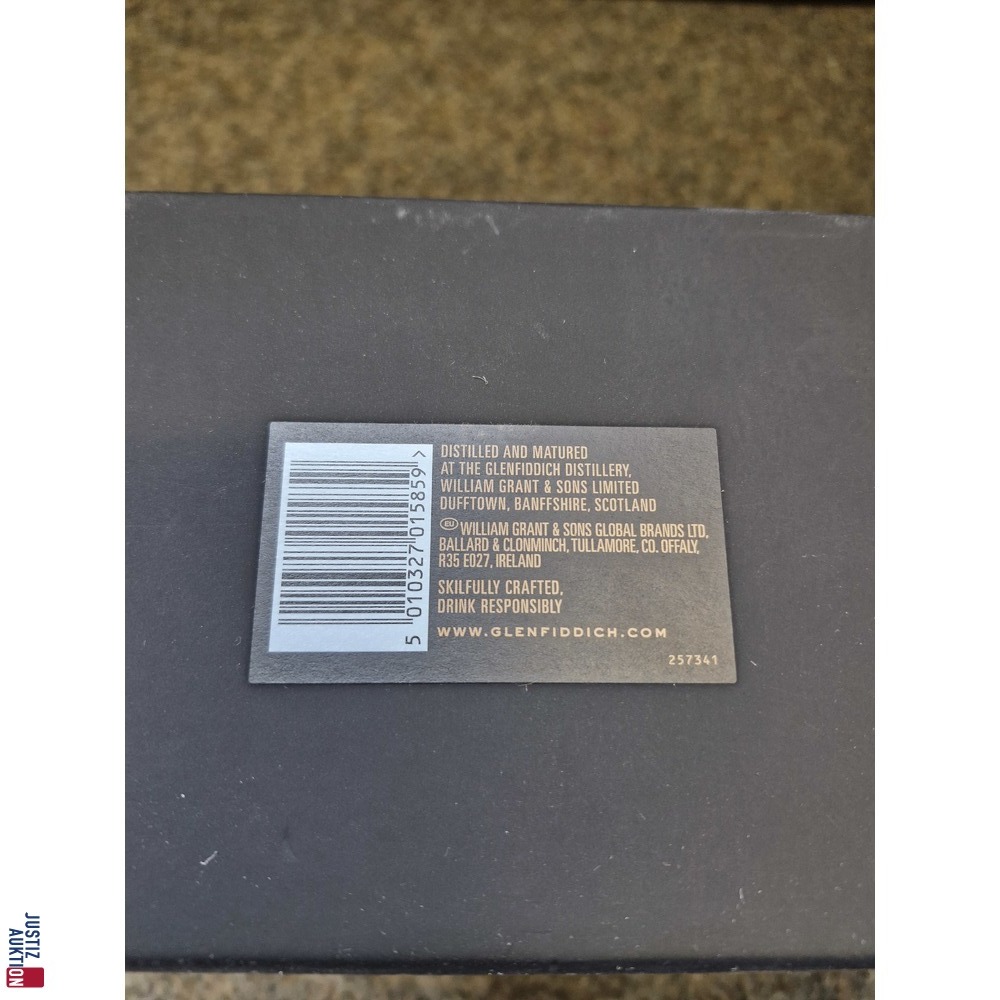 DISTILLED AND MATURED
AT THE GLENFIDDICH DISTILLERY,
WILLIAM GRANT & SONS LIMITED
DUFFTOWN, BANFFSHIRE, SCOTLAND
EU WILLIAM GRANT & SONS GLOBAL BRANDS LTD,
BALLARD & CLONMINCH, TULLAMORE, CO. OFFALY,
R35 E027, IRELAND
SKILFULLY CRAFTED,
DRINK RESPONSIBLY
WWW.GLENFIDDICH.COM
257341
5 010327 015859 >
JUSTIZ
AUKTION